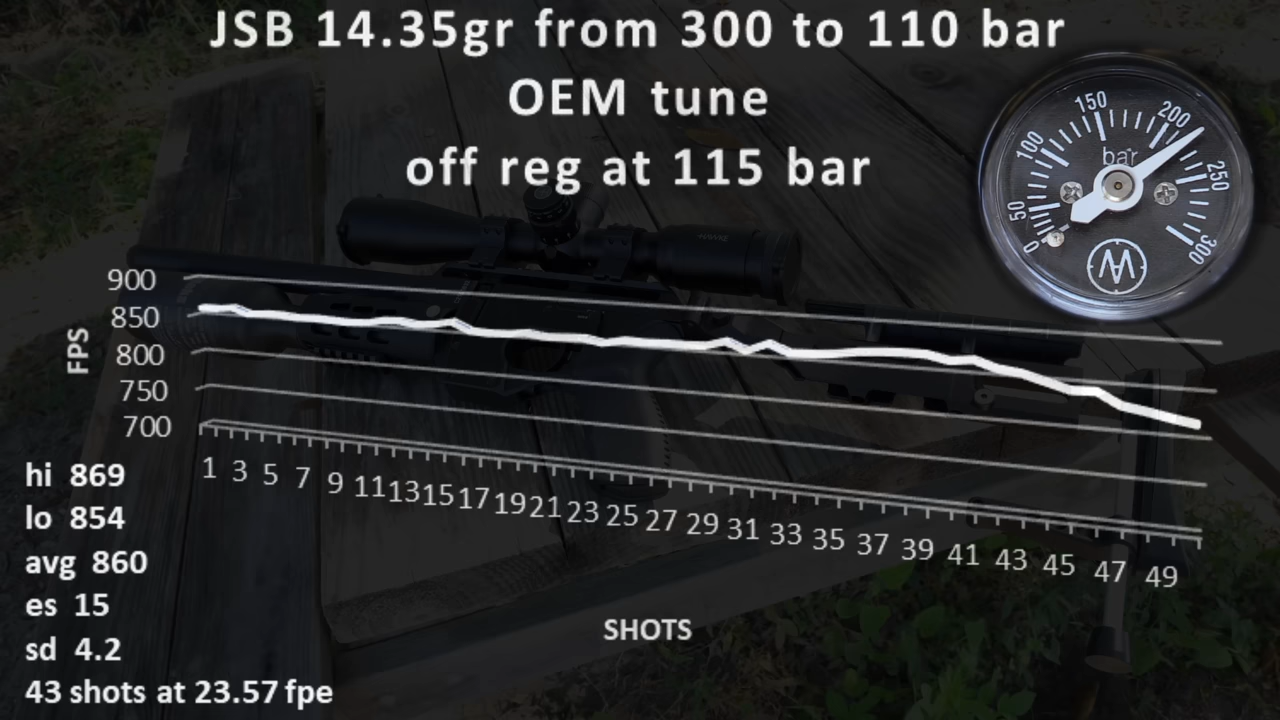 JSB 14.35gr from 300 to 110 bar
OEM tune
off reg at 115 bar
0 50 100 150 200 250 300
bar
W
FPS
900
850
800
750
700
1 3 5 7 9 11 13 15 17 19 21 23 25 27 29 31 33 35 37 39 41 43 45 47 49
SHOTS
hi 869
lo 854
avg 860
es 15
sd 4.2
43 shots at 23.57 fpe